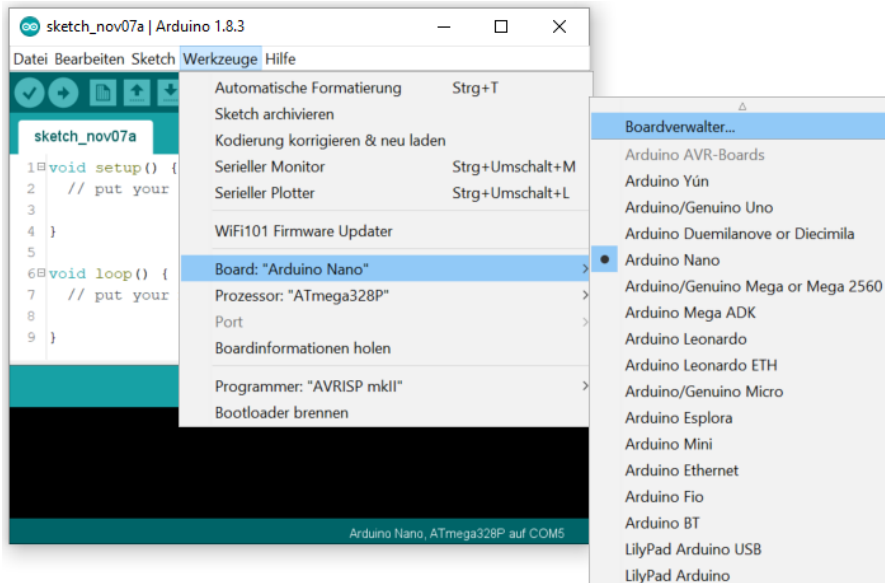 sketch_nov07a | Arduino 1.8.3
Datei Bearbeiten Sketch Werkzeuge Hilfe
sketch_nov07a
1 void setup() {
2 // put your
3
4 }
5
6 void loop() {
7 // put your
8
9 }
Automatische Formatierung Strg+T
Sketch archivieren
Kodierung korrigieren & neu laden
Serieller Monitor Strg+Umschalt+M
Serieller Plotter Strg+Umschalt+L
WiFi101 Firmware Updater
Board: "Arduino Nano"
Prozessor: "ATmega328P"
Port
Boardinformationen holen
Programmer: "AVRISP mkII"
Bootloader brennen
Boardverwalter...
Arduino AVR-Boards
Arduino Yún
Arduino/Genuino Uno
Arduino Duemilanove or Diecimila
Arduino Nano
Arduino/Genuino Mega or Mega 2560
Arduino Mega ADK
Arduino Leonardo
Arduino Leonardo ETH
Arduino/Genuino Micro
Arduino Esplora
Arduino Mini
Arduino Ethernet
Arduino Fio
Arduino BT
LilyPad Arduino USB
LilyPad Arduino
Arduino Nano, ATmega328P auf COM5